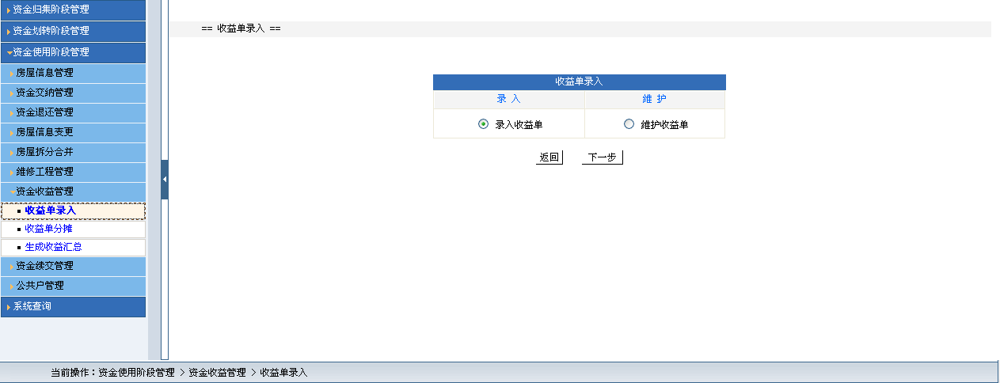 资金归集阶段管理
资金划转阶段管理
资金使用阶段管理
房屋信息管理
资金交纳管理
资金退还管理
房屋信息变更
房屋拆分合并
维修工程管理
资金收益管理
收益单录入
收益单分摊
生成收益汇总
资金续交管理
公共户管理
系统查询
== 收益单录入 ==
收益单录入
录 入 维 护
录入收益单 维护收益单
返回 下一步
当前操作：资金使用阶段管理 > 资金收益管理 > 收益单录入